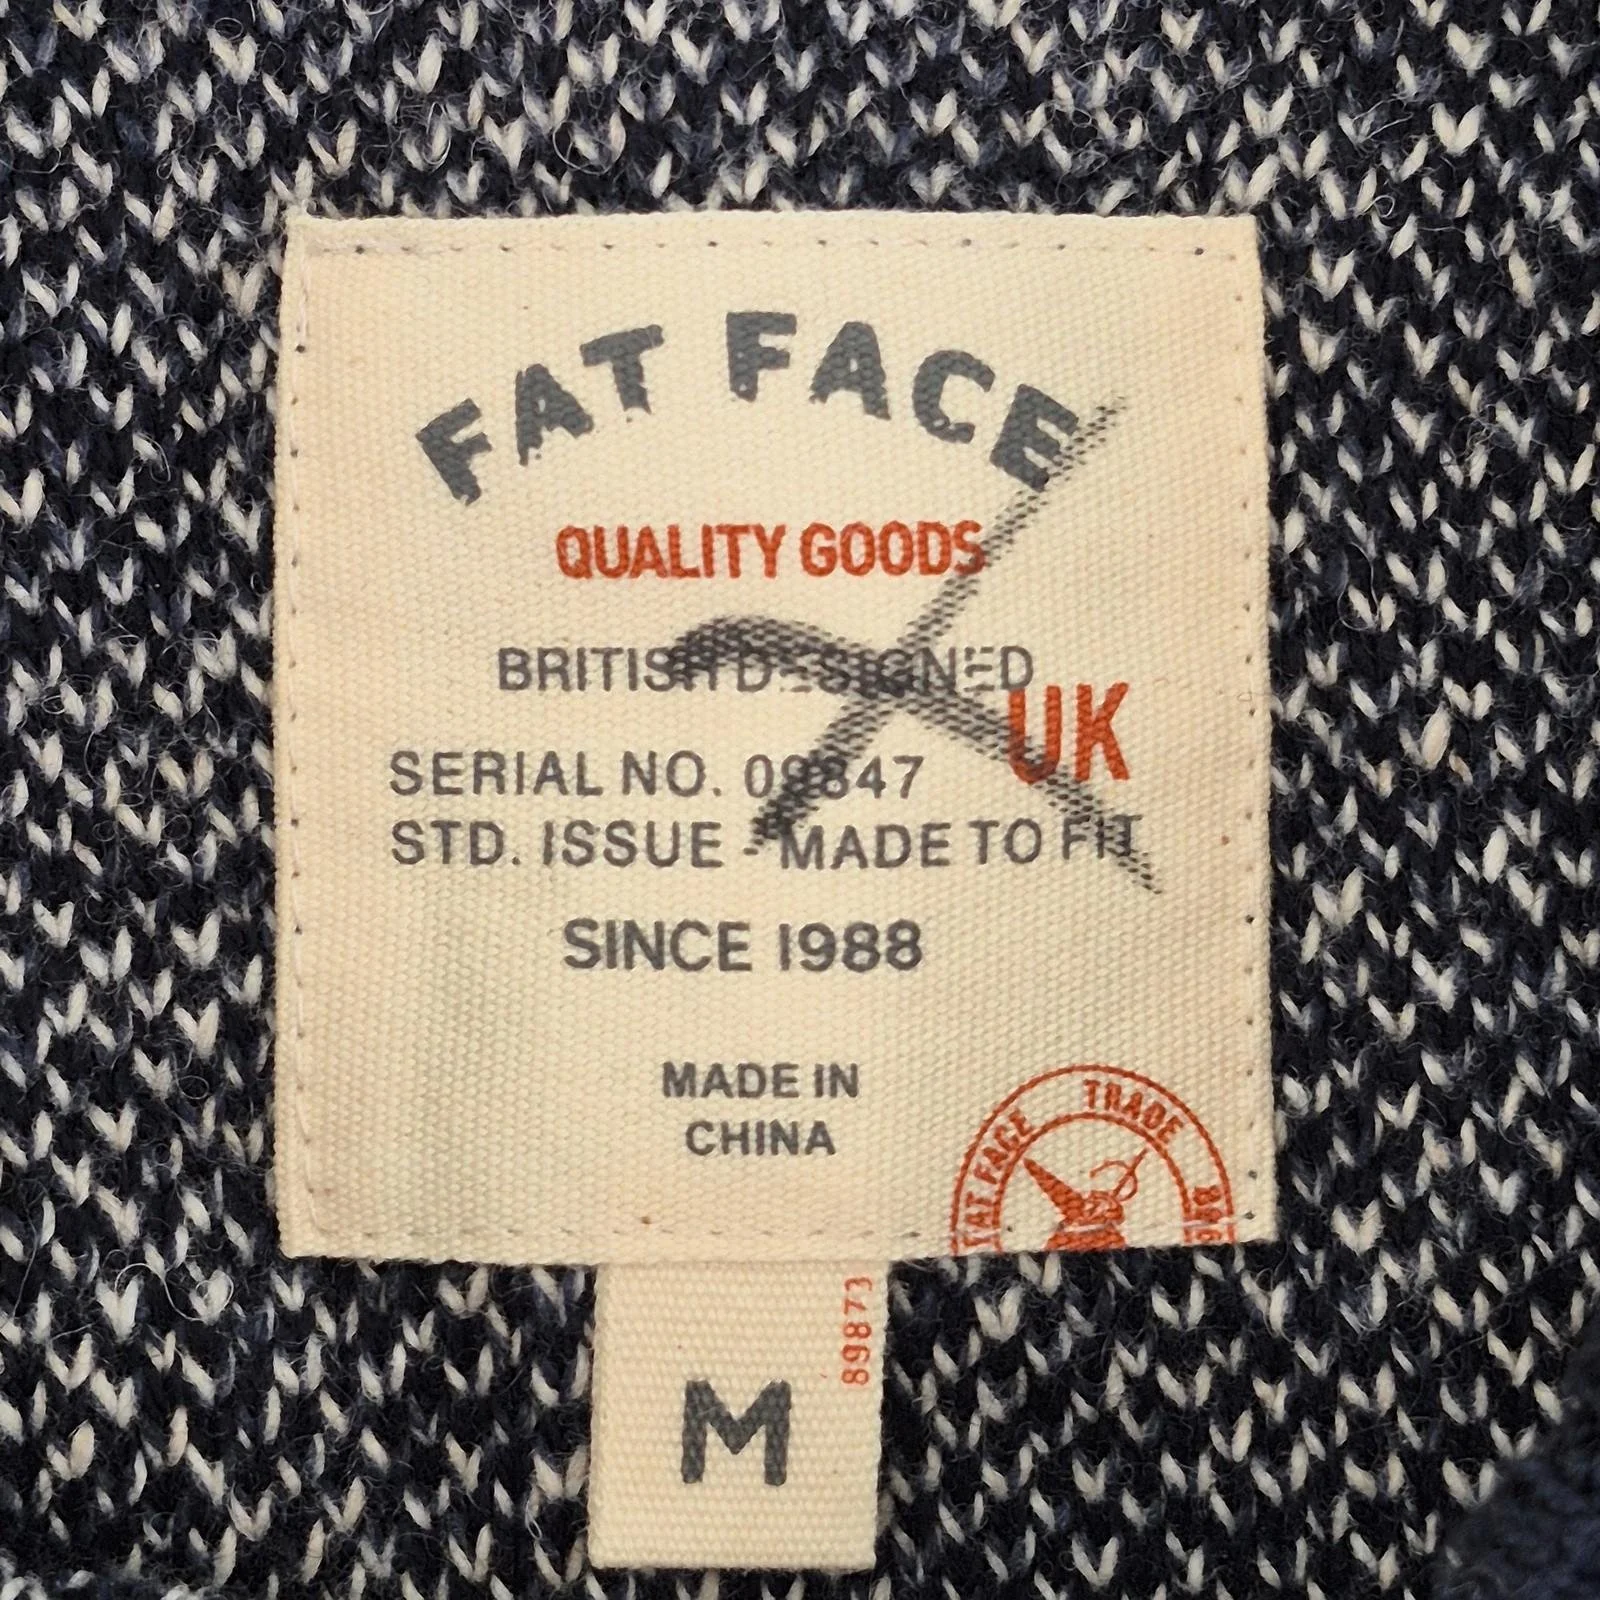 FAT FACE
QUALITY GOODS
BRITISH DESIGNED
UK
SERIAL NO. 09847
STD. ISSUE - MADE TO FIT
SINCE 1988
MADE IN
CHINA
FAT FACE TRADE
M
89873